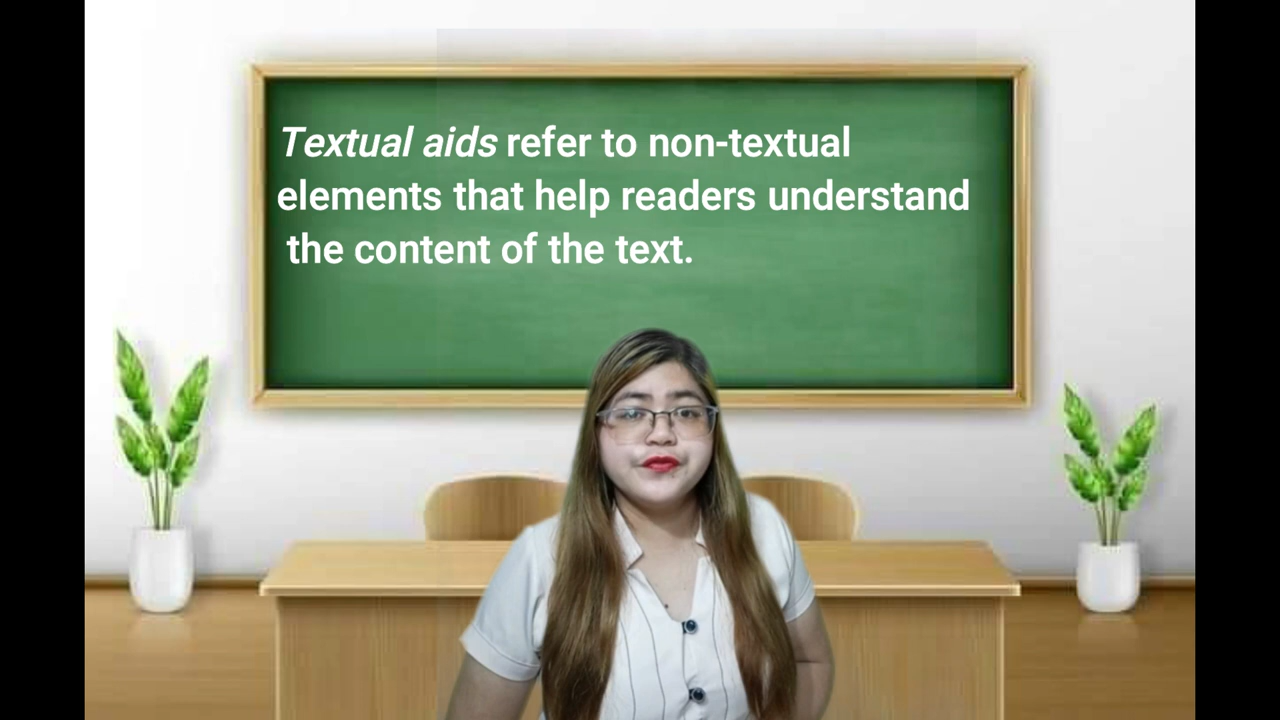 Textual aids refer to non-textual
elements that help readers understand
the content of the text.